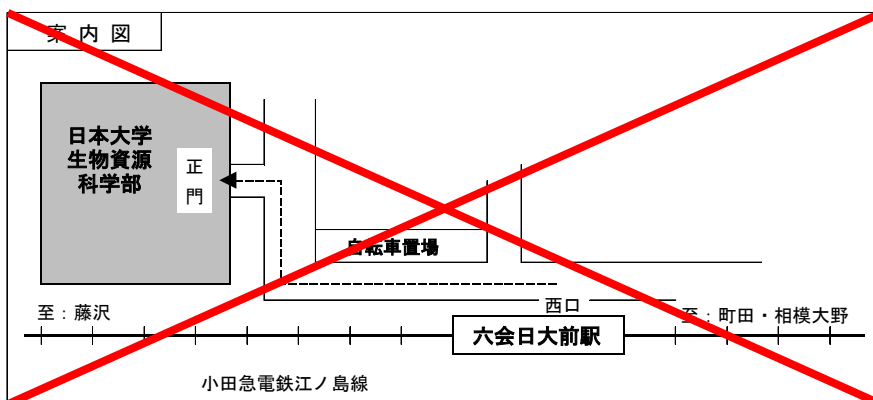 案内図
日本大学
生物資源
科学部
正
門
自転車置場
西口
至：藤沢
至：町田・相模大野
六会日大前駅
小田急電鉄江ノ島線